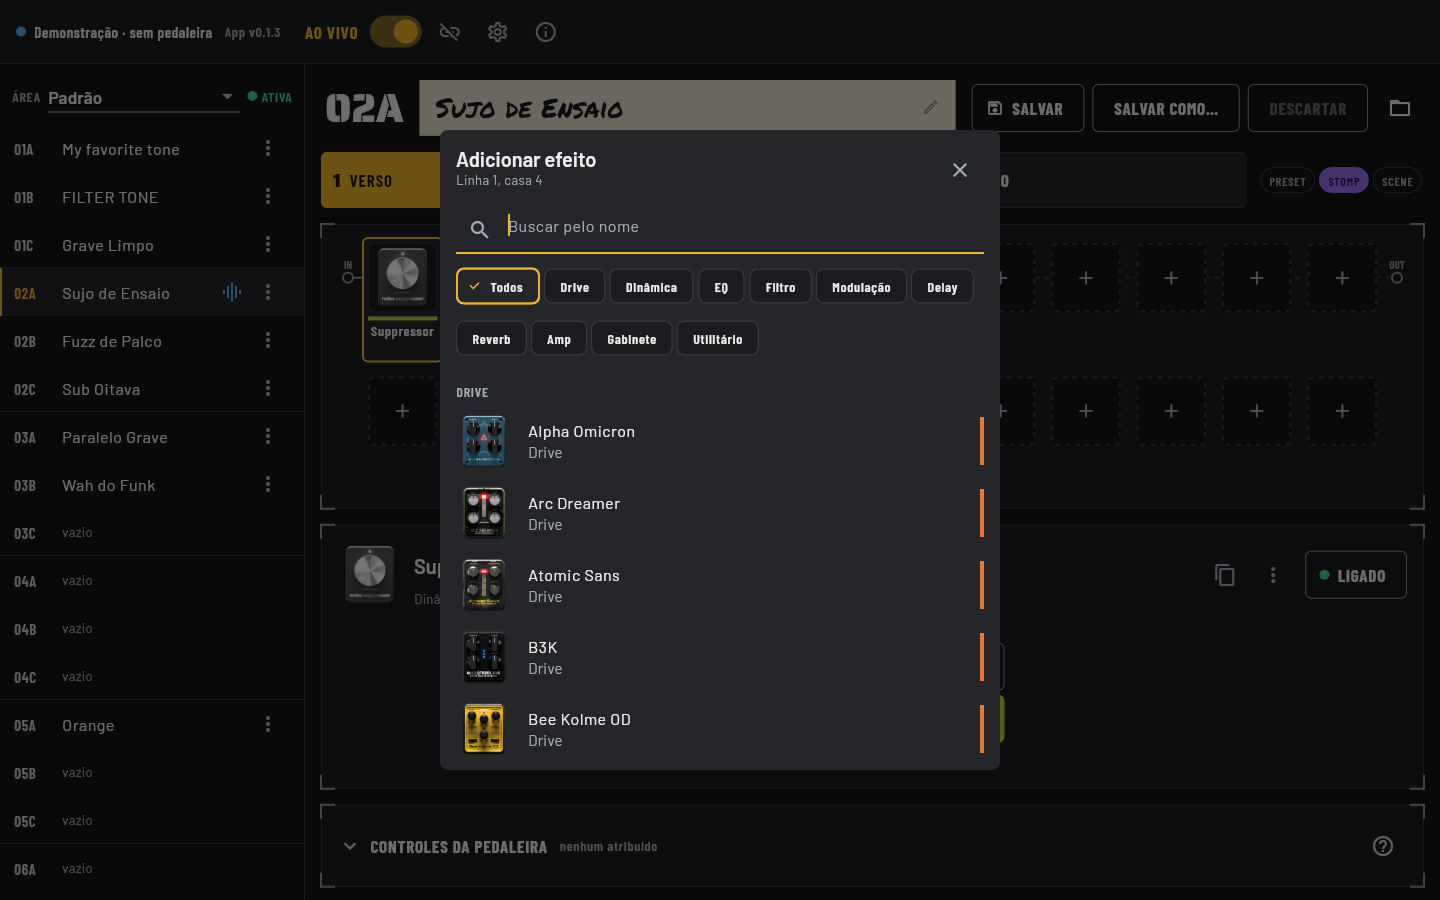 Demonstração · sem pedaleira App v0.1.3 AO VIVO
ÁREA Padrão ATIVA
01A My favorite tone
01B FILTER TONE
01C Grave Limpo
02A Sujo de Ensaio
02B Fuzz de Palco
02C Sub Oitava
03A Paralelo Grave
03B Wah do Funk
03C vazio
04A vazio
04B vazio
04C vazio
05A Orange
05B vazio
05C vazio
06A vazio
02A Sujo de Ensaio SALVAR SALVAR COMO... DESCARTAR
1 VERSO
PRESET STOMP SCENE
IN
OUT
Suppressor
LIGADO
CONTROLES DA PEDALEIRA nenhum atribuído
Adicionar efeito
Linha 1, casa 4
Buscar pelo nome
Todos Drive Dinâmica EQ Filtro Modulação Delay
Reverb Amp Gabinete Utilitário
DRIVE
Alpha Omicron
Drive
Arc Dreamer
Drive
Atomic Sans
Drive
B3K
Drive
Bee Kolme OD
Drive